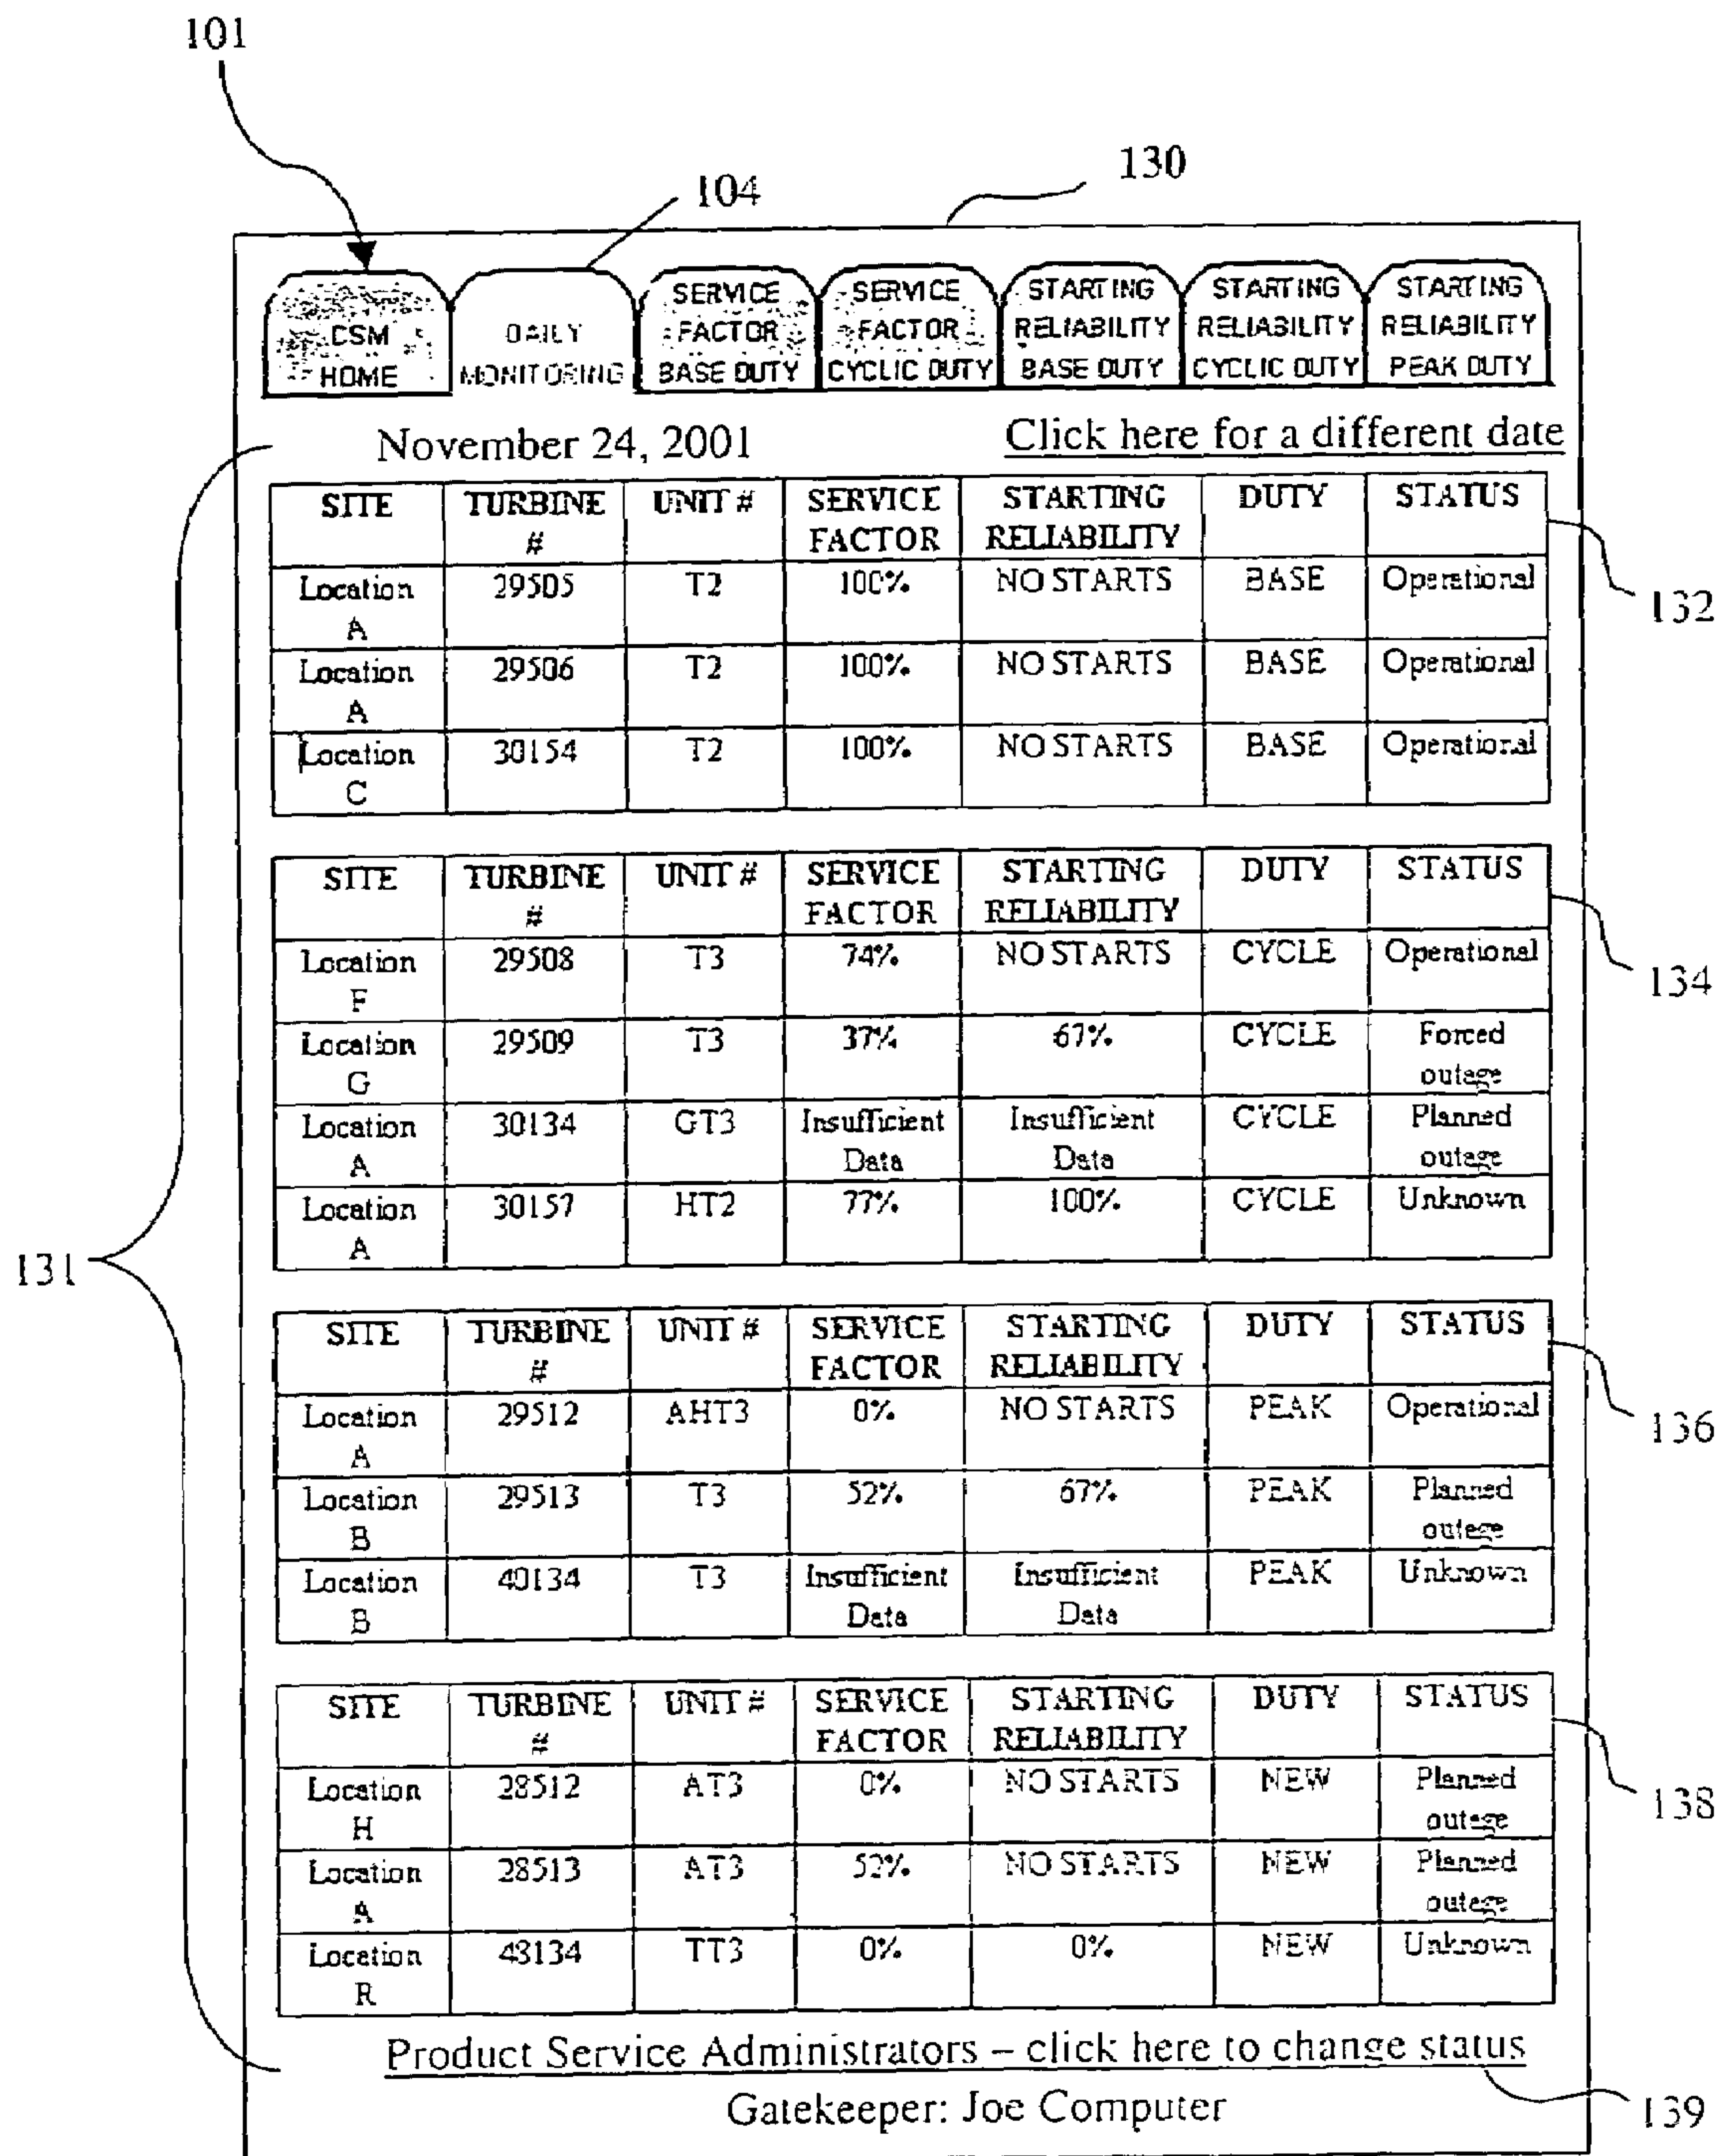 101
104
130
CSM HOME
DAILY MONITORING
SERVICE FACTOR BASE DUTY
SERVICE FACTOR CYCLIC DUTY
STARTING RELIABILITY BASE DUTY
STARTING RELIABILITY CYCLIC DUTY
STARTING RELIABILITY PEAK DUTY
November 24, 2001 Click here for a different date
SITE TURBINE # UNIT # SERVICE FACTOR STARTING RELIABILITY DUTY STATUS
Location A 29505 T2 100% NO STARTS BASE Operational
132
Location A 29506 T2 100% NO STARTS BASE Operational
Location C 30154 T2 100% NO STARTS BASE Operational
SITE TURBINE # UNIT # SERVICE FACTOR STARTING RELIABILITY DUTY STATUS
Location F 29508 T3 74% NO STARTS CYCLE Operational
134
Location G 29509 T3 37% 67% CYCLE Forced outage
Location A 30134 GT3 Insufficient Data Insufficient Data CYCLE Planned outage
Location A 30157 HT2 77% 100% CYCLE Unknown
131
SITE TURBINE # UNIT # SERVICE FACTOR STARTING RELIABILITY DUTY STATUS
Location A 29512 AHT3 0% NO STARTS PEAK Operational
136
Location B 29513 T3 52% 67% PEAK Planned outage
Location B 40134 T3 Insufficient Data Insufficient Data PEAK Unknown
SITE TURBINE # UNIT # SERVICE FACTOR STARTING RELIABILITY DUTY STATUS
Location H 28512 AT3 0% NO STARTS NEW Planned outage
138
Location A 28513 AT3 52% NO STARTS NEW Planned outage
Location R 43134 TT3 0% 0% NEW Unknown
Product Service Administrators – click here to change status
139
Gatekeeper: Joe Computer